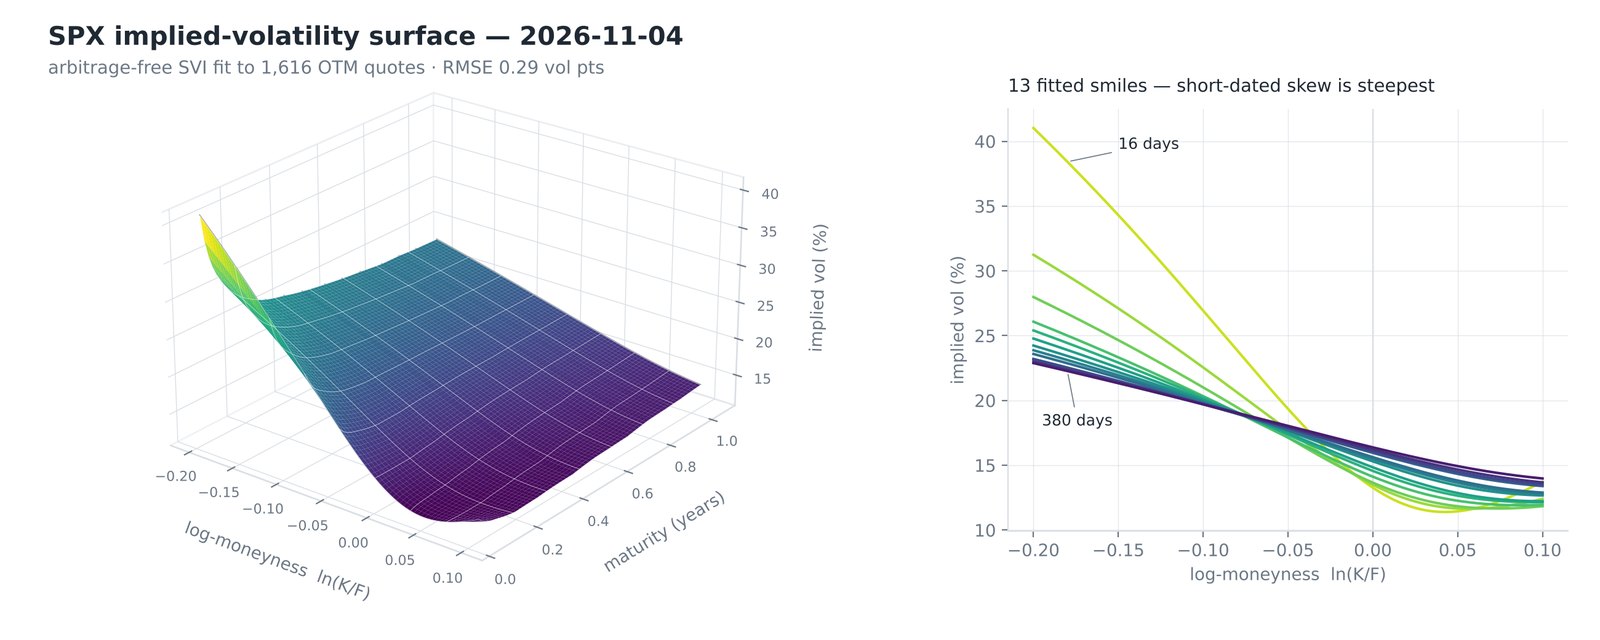 SPX implied-volatility surface — 2026-11-04
arbitrage-free SVI fit to 1,616 OTM quotes · RMSE 0.29 vol pts
40
35
30
25
20
15
implied vol (%)
−0.20
−0.15
−0.10
−0.05
0.00
0.05
0.10
log-moneyness ln(K/F)
0.0
0.2
0.4
0.6
0.8
1.0
maturity (years)
13 fitted smiles — short-dated skew is steepest
40
35
30
25
20
15
10
implied vol (%)
16 days
380 days
−0.20 −0.15 −0.10 −0.05 0.00 0.05 0.10
log-moneyness ln(K/F)